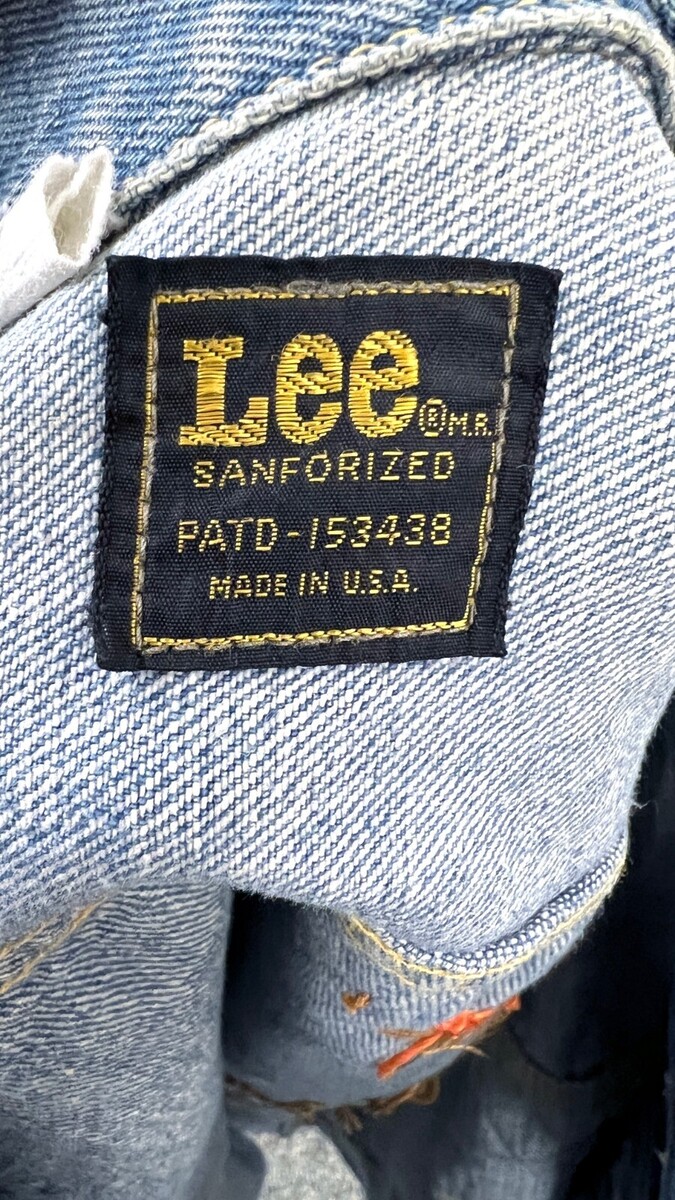 Lee ® M.R.
SANFORIZED
PATD-153438
MADE IN U.S.A.